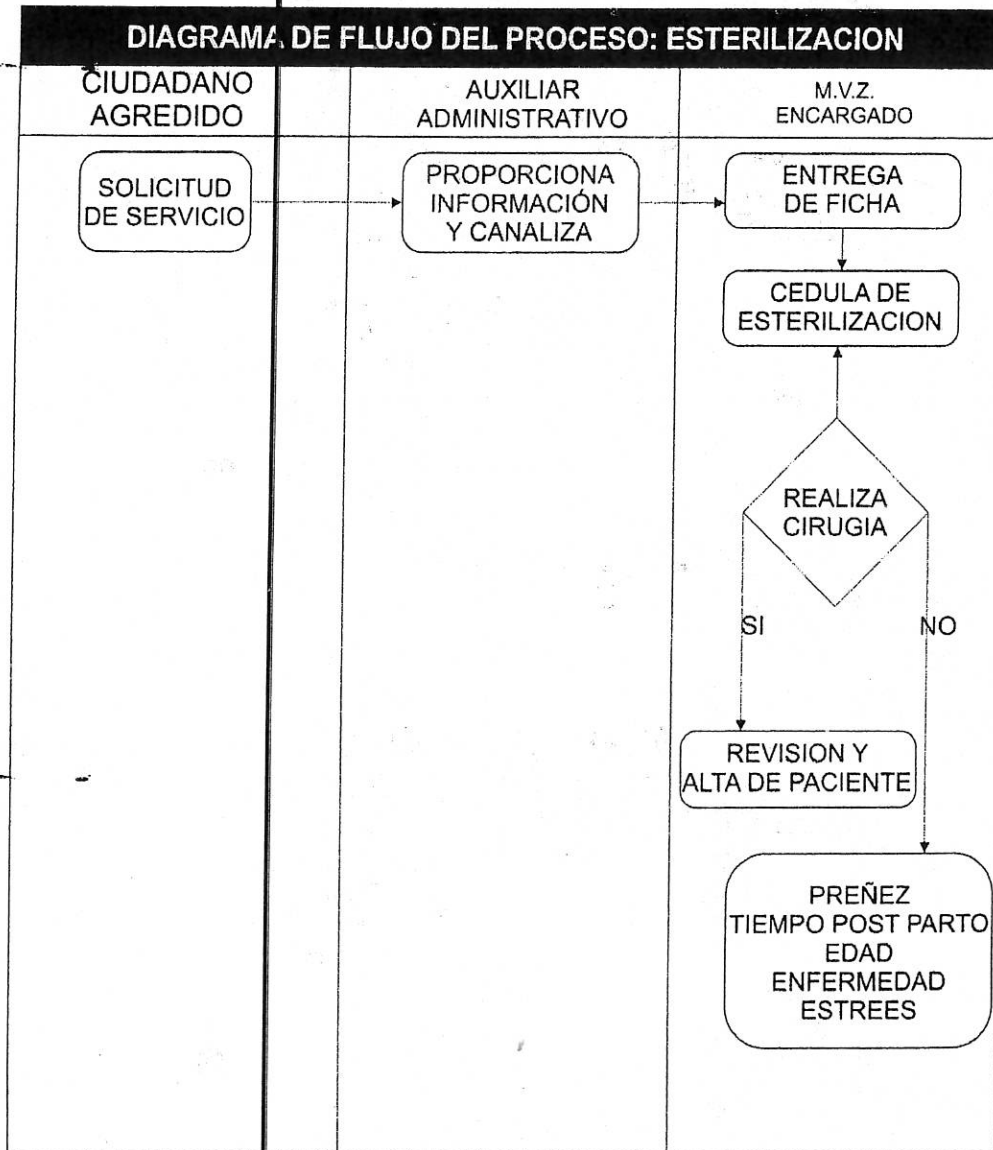 DIAGRAMA DE FLUJO DEL PROCESO: ESTERILIZACION
CIUDADANO
AGREDIDO
AUXILIAR
ADMINISTRATIVO
M.V.Z.
ENCARGADO
SOLICITUD
DE SERVICIO
PROPORCIONA
INFORMACIÓN
Y CANALIZA
ENTREGA
DE FICHA
CEDULA DE
ESTERILIZACION
REALIZA
CIRUGIA
SI
NO
REVISION Y
ALTA DE PACIENTE
PREÑEZ
TIEMPO POST PARTO
EDAD
ENFERMEDAD
ESTREES